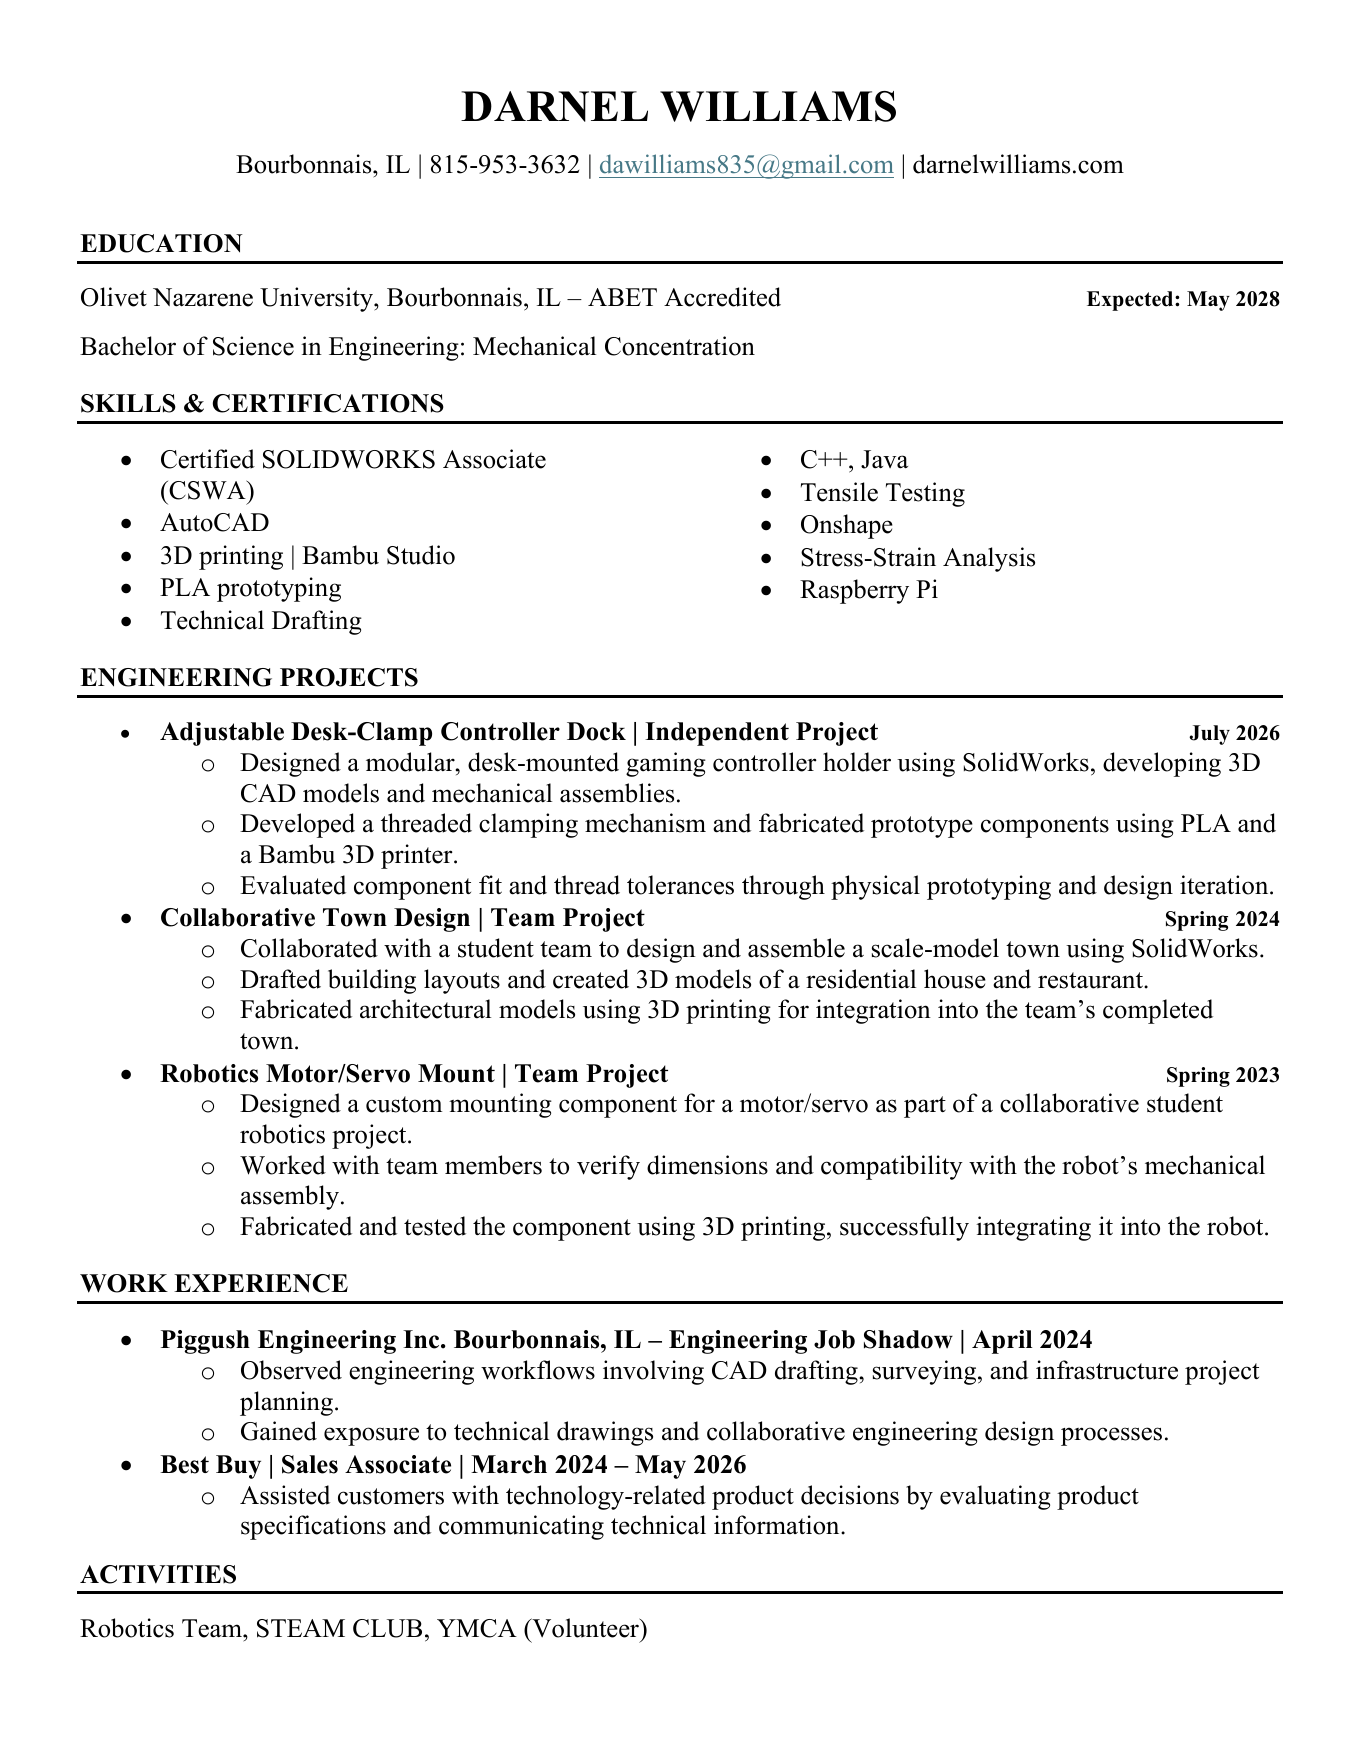 DARNEL WILLIAMS
Bourbonnais, IL | 815-953-3632 | dawilliams835@gmail.com | darnelwilliams.com
EDUCATION
Olivet Nazarene University, Bourbonnais, IL – ABET Accredited Expected: May 2028
Bachelor of Science in Engineering: Mechanical Concentration
SKILLS & CERTIFICATIONS
• Certified SOLIDWORKS Associate
(CSWA)
• AutoCAD
• 3D printing | Bambu Studio
• PLA prototyping
• Technical Drafting
• C++, Java
• Tensile Testing
• Onshape
• Stress-Strain Analysis
• Raspberry Pi
ENGINEERING PROJECTS
• Adjustable Desk-Clamp Controller Dock | Independent Project July 2026
o Designed a modular, desk-mounted gaming controller holder using SolidWorks, developing 3D
CAD models and mechanical assemblies.
o Developed a threaded clamping mechanism and fabricated prototype components using PLA and
a Bambu 3D printer.
o Evaluated component fit and thread tolerances through physical prototyping and design iteration.
• Collaborative Town Design | Team Project Spring 2024
o Collaborated with a student team to design and assemble a scale-model town using SolidWorks.
o Drafted building layouts and created 3D models of a residential house and restaurant.
o Fabricated architectural models using 3D printing for integration into the team’s completed
town.
• Robotics Motor/Servo Mount | Team Project Spring 2023
o Designed a custom mounting component for a motor/servo as part of a collaborative student
robotics project.
o Worked with team members to verify dimensions and compatibility with the robot’s mechanical
assembly.
o Fabricated and tested the component using 3D printing, successfully integrating it into the robot.
WORK EXPERIENCE
• Piggush Engineering Inc. Bourbonnais, IL – Engineering Job Shadow | April 2024
o Observed engineering workflows involving CAD drafting, surveying, and infrastructure project
planning.
o Gained exposure to technical drawings and collaborative engineering design processes.
• Best Buy | Sales Associate | March 2024 – May 2026
o Assisted customers with technology-related product decisions by evaluating product
specifications and communicating technical information.
ACTIVITIES
Robotics Team, STEAM CLUB, YMCA (Volunteer)